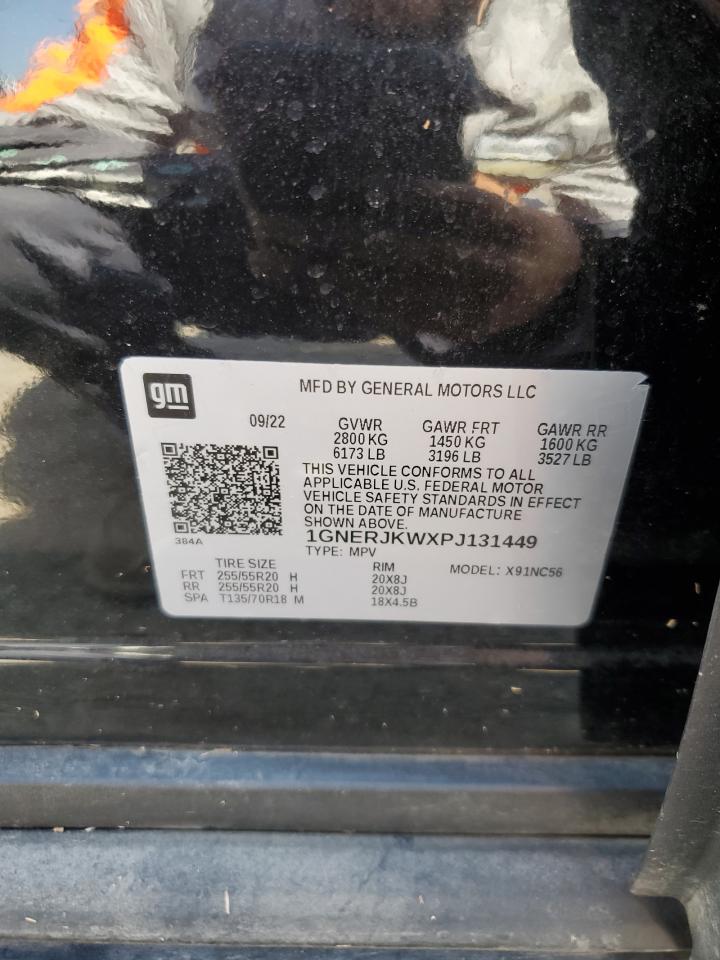 gm
MFD BY GENERAL MOTORS LLC
09/22 GVWR GAWR FRT GAWR RR
2800 KG 1450 KG 1600 KG
6173 LB 3196 LB 3527 LB
THIS VEHICLE CONFORMS TO ALL
APPLICABLE U.S. FEDERAL MOTOR
VEHICLE SAFETY STANDARDS IN EFFECT
ON THE DATE OF MANUFACTURE
SHOWN ABOVE.
384A
1GNERJKWXPJ131449
TYPE: MPV
TIRE SIZE RIM MODEL: X91NC56
FRT 255/55R20 H 20X8J
RR 255/55R20 H 20X8J
SPA T135/70R18 M 18X4.5B